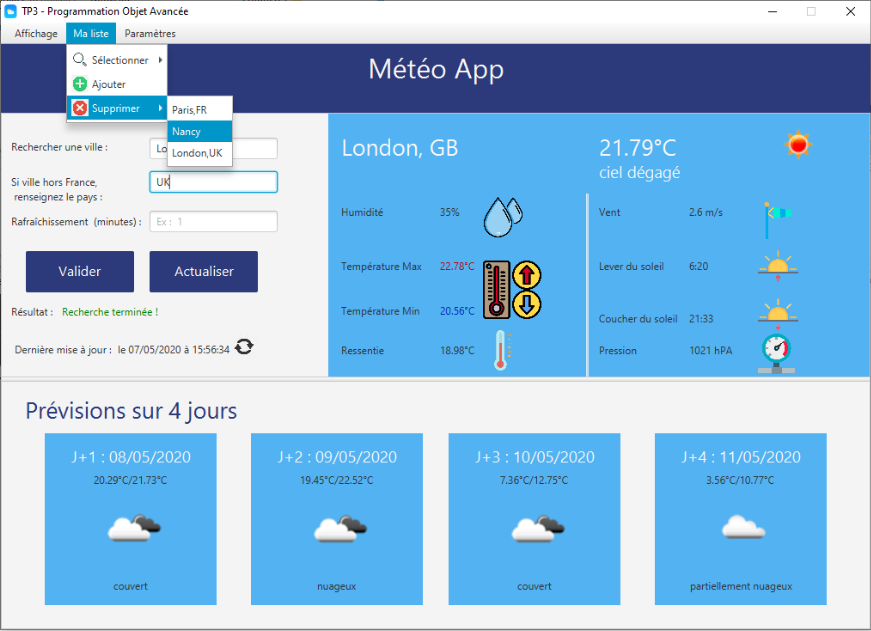 TP3 - Programmation Objet Avancée
Affichage Ma liste Paramètres
Sélectionner
Ajouter
Supprimer
Paris,FR
Nancy
London,UK
Météo App
Rechercher une ville :
Lo
Si ville hors France,
renseignez le pays :
UK
Rafraîchissement (minutes) :
Ex : 1
Valider
Actualiser
Résultat : Recherche terminée !
Dernière mise à jour : le 07/05/2020 à 15:56:34
London, GB
21.79°C
ciel dégagé
Humidité 35%
Température Max 22.78°C
Température Min 20.56°C
Ressentie 18.98°C
Vent 2.6 m/s
Lever du soleil 6:20
Coucher du soleil 21:33
Pression 1021 hPA
Prévisions sur 4 jours
J+1 : 08/05/2020
20.29°C/21.73°C
couvert
J+2 : 09/05/2020
19.45°C/22.52°C
nuageux
J+3 : 10/05/2020
7.36°C/12.75°C
couvert
J+4 : 11/05/2020
3.56°C/10.77°C
partiellement nuageux